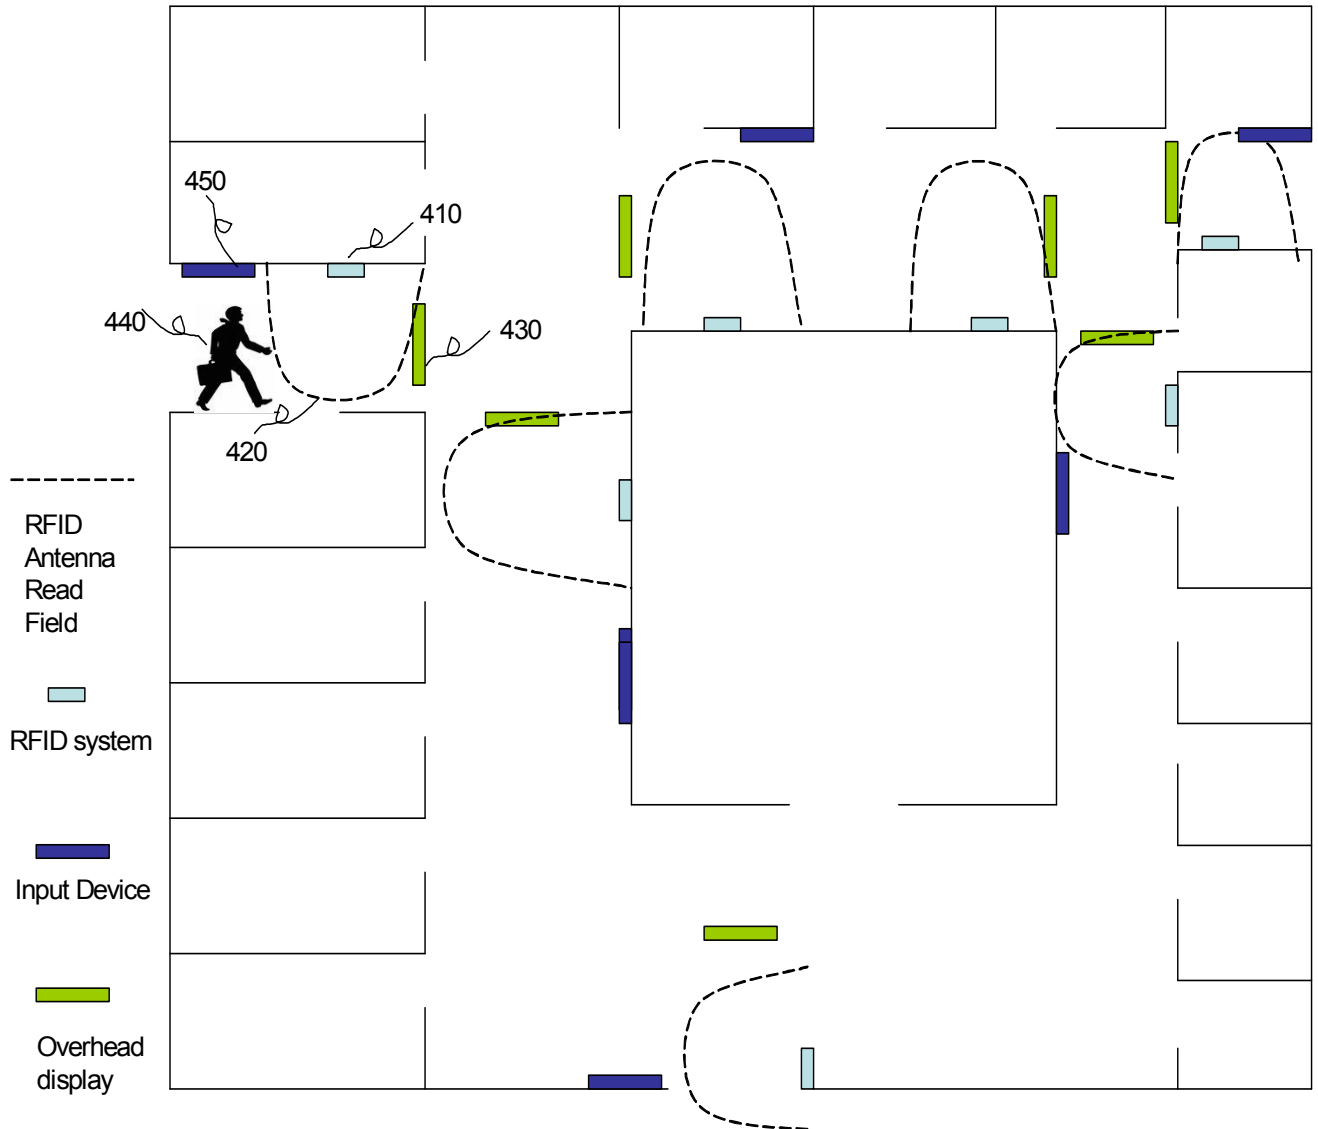 450
410
440
430
420
RFID
Antenna
Read
Field
RFID system
Input Device
Overhead
display